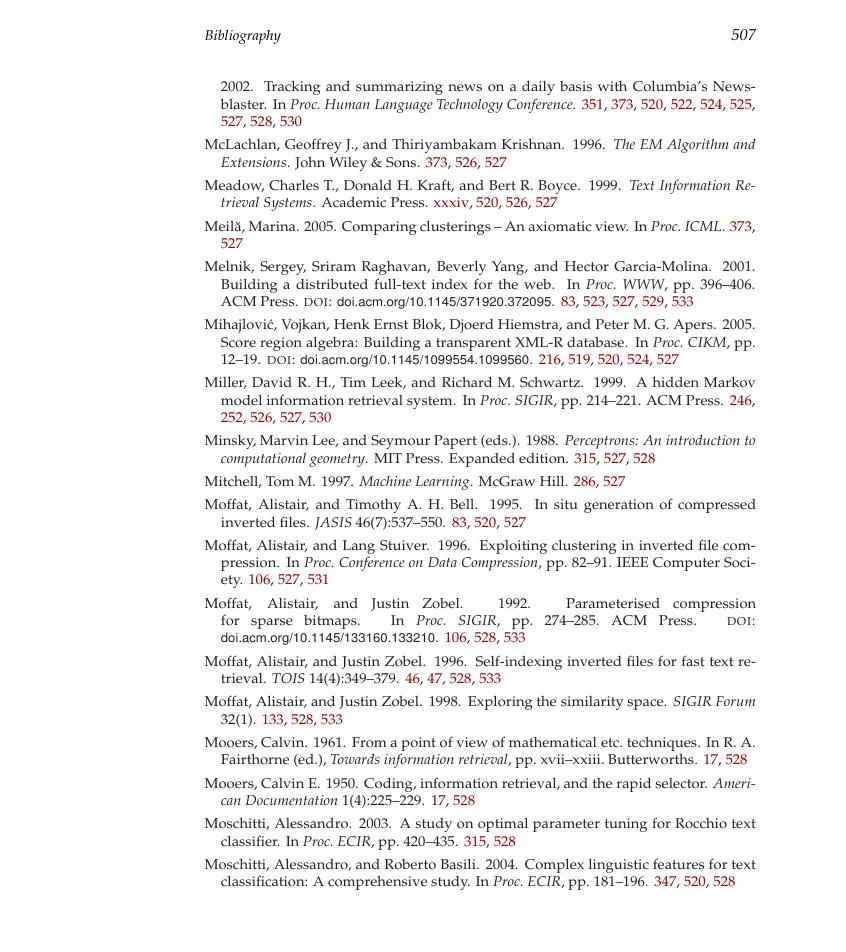 Bibliography 507
2002. Tracking and summarizing news on a daily basis with Columbia's News-
blaster. In Proc. Human Language Technology Conference. 351, 373, 520, 522, 524, 525,
527, 528, 530
McLachlan, Geoffrey J., and Thiriyambakam Krishnan. 1996. The EM Algorithm and
Extensions. John Wiley & Sons. 373, 526, 527
Meadow, Charles T., Donald H. Kraft, and Bert R. Boyce. 1999. Text Information Re-
trieval Systems. Academic Press. xxxiv, 520, 526, 527
Meilă, Marina. 2005. Comparing clusterings – An axiomatic view. In Proc. ICML. 373,
527
Melnik, Sergey, Sriram Raghavan, Beverly Yang, and Hector Garcia-Molina. 2001.
Building a distributed full-text index for the web. In Proc. WWW, pp. 396–406.
ACM Press. DOI: doi.acm.org/10.1145/371920.372095. 83, 523, 527, 529, 533
Mihajlović, Vojkan, Henk Ernst Blok, Djoerd Hiemstra, and Peter M. G. Apers. 2005.
Score region algebra: Building a transparent XML-R database. In Proc. CIKM, pp.
12–19. DOI: doi.acm.org/10.1145/1099554.1099560. 216, 519, 520, 524, 527
Miller, David R. H., Tim Leek, and Richard M. Schwartz. 1999. A hidden Markov
model information retrieval system. In Proc. SIGIR, pp. 214–221. ACM Press. 246,
252, 526, 527, 530
Minsky, Marvin Lee, and Seymour Papert (eds.). 1988. Perceptrons: An introduction to
computational geometry. MIT Press. Expanded edition. 315, 527, 528
Mitchell, Tom M. 1997. Machine Learning. McGraw Hill. 286, 527
Moffat, Alistair, and Timothy A. H. Bell. 1995. In situ generation of compressed
inverted files. JASIS 46(7):537–550. 83, 520, 527
Moffat, Alistair, and Lang Stuiver. 1996. Exploiting clustering in inverted file com-
pression. In Proc. Conference on Data Compression, pp. 82–91. IEEE Computer Soci-
ety. 106, 527, 531
Moffat, Alistair, and Justin Zobel. 1992. Parameterised compression
for sparse bitmaps. In Proc. SIGIR, pp. 274–285. ACM Press. DOI:
doi.acm.org/10.1145/133160.133210. 106, 528, 533
Moffat, Alistair, and Justin Zobel. 1996. Self-indexing inverted files for fast text re-
trieval. TOIS 14(4):349–379. 46, 47, 528, 533
Moffat, Alistair, and Justin Zobel. 1998. Exploring the similarity space. SIGIR Forum
32(1). 133, 528, 533
Mooers, Calvin. 1961. From a point of view of mathematical etc. techniques. In R. A.
Fairthorne (ed.), Towards information retrieval, pp. xvii–xxiii. Butterworths. 17, 528
Mooers, Calvin E. 1950. Coding, information retrieval, and the rapid selector. Ameri-
can Documentation 1(4):225–229. 17, 528
Moschitti, Alessandro. 2003. A study on optimal parameter tuning for Rocchio text
classifier. In Proc. ECIR, pp. 420–435. 315, 528
Moschitti, Alessandro, and Roberto Basili. 2004. Complex linguistic features for text
classification: A comprehensive study. In Proc. ECIR, pp. 181–196. 347, 520, 528